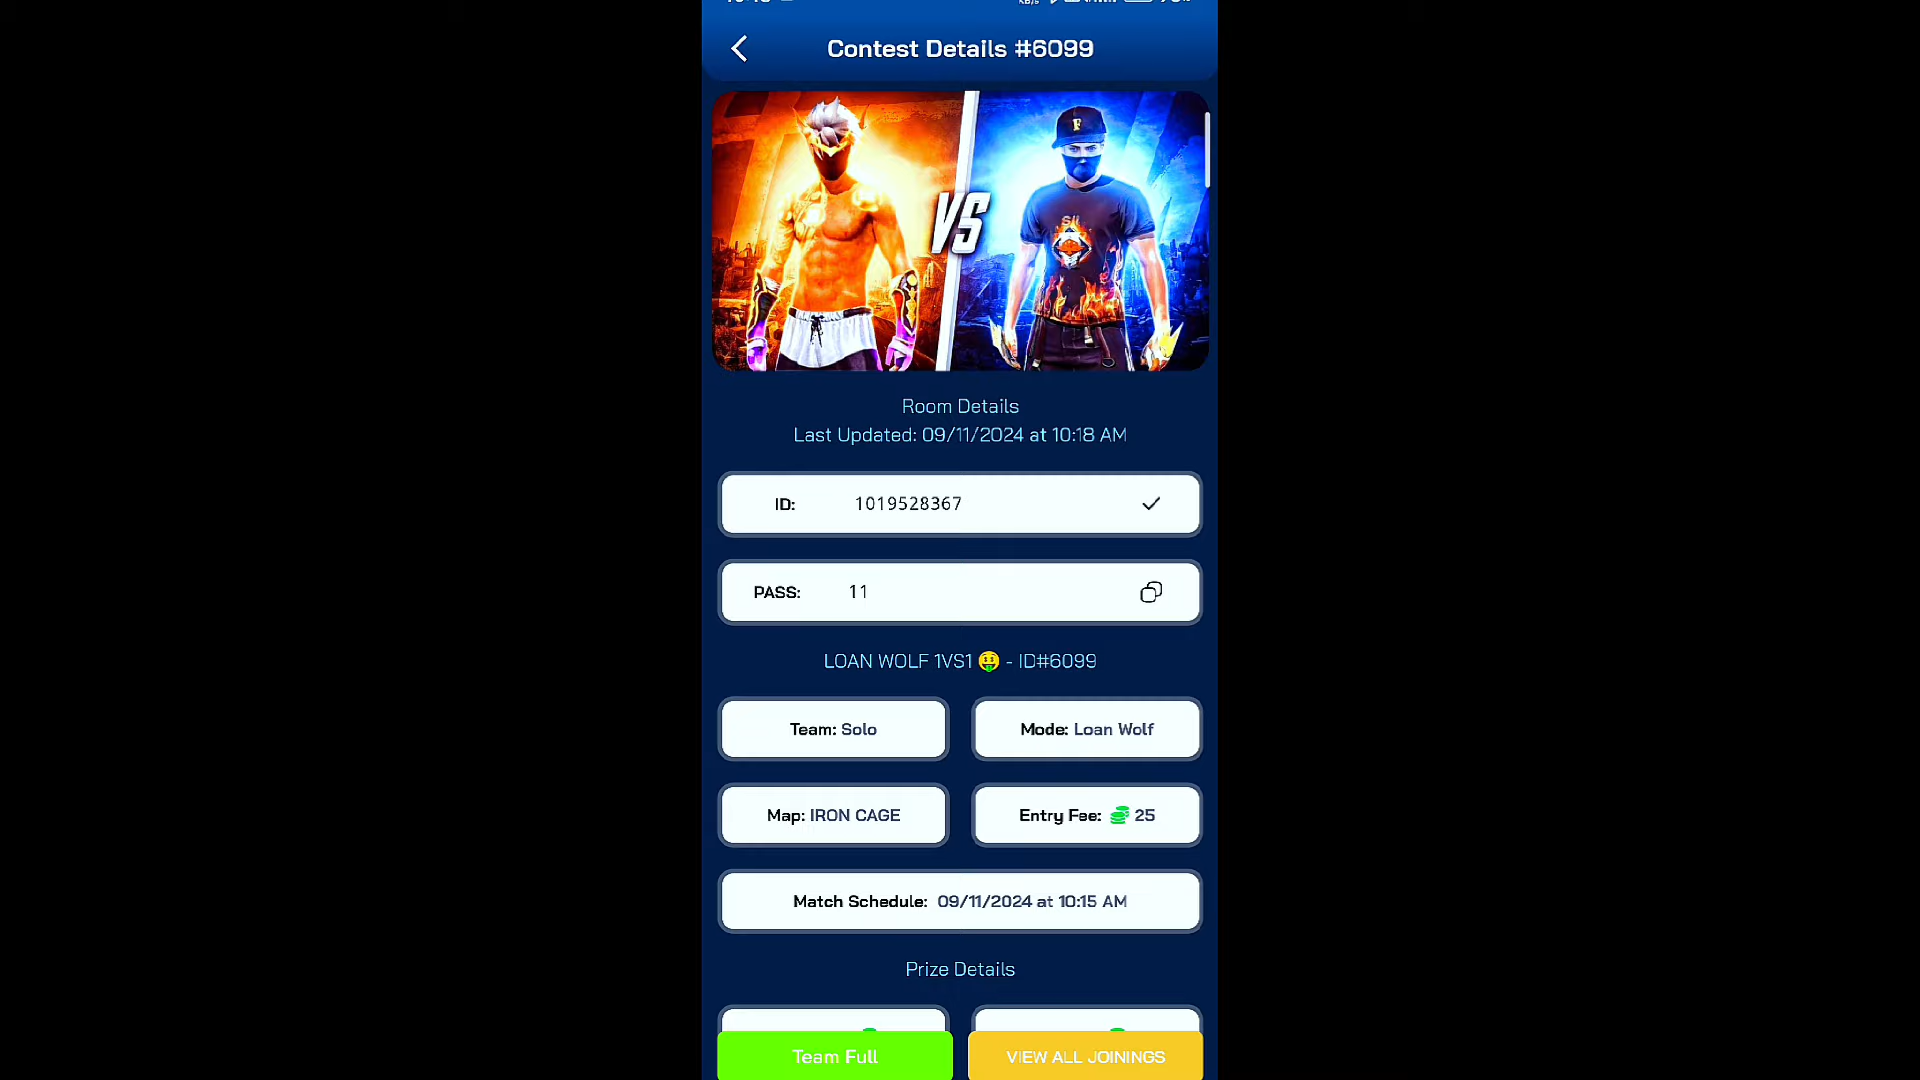 Contest Details #6099
F
VS
Room Details
Last Updated: 09/11/2024 at 10:18 AM
ID: 1019528367
PASS: 11
LOAN WOLF 1VS1 🤑 - ID#6099
Team: Solo
Mode: Loan Wolf
Map: IRON CAGE
Entry Fee: 25
Match Schedule: 09/11/2024 at 10:15 AM
Prize Details
Team Full
VIEW ALL JOININGS